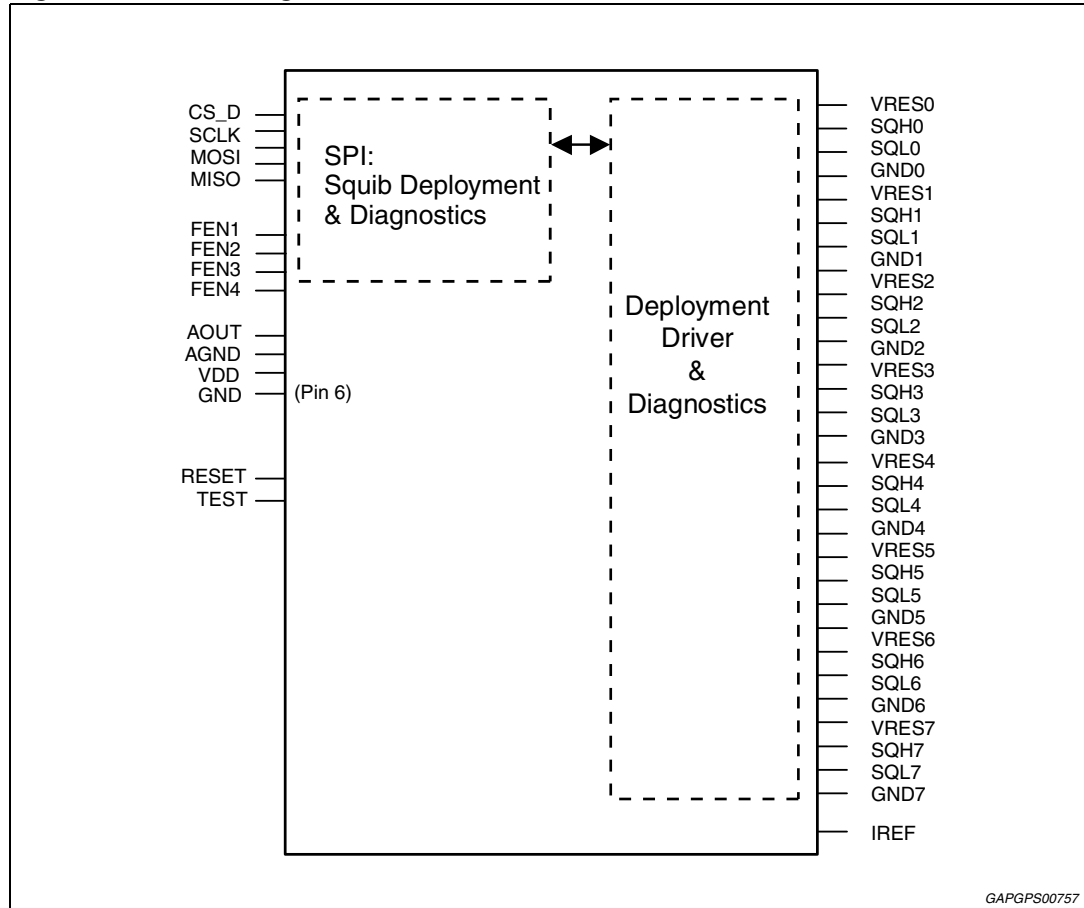 CS_D
SCLK
MOSI
MISO
FEN1
FEN2
FEN3
FEN4
AOUT
AGND
VDD
GND
(Pin 6)
RESET
TEST
SPI:
Squib Deployment
& Diagnostics
Deployment
Driver
&
Diagnostics
VRES0
SQH0
SQL0
GND0
VRES1
SQH1
SQL1
GND1
VRES2
SQH2
SQL2
GND2
VRES3
SQH3
SQL3
GND3
VRES4
SQH4
SQL4
GND4
VRES5
SQH5
SQL5
GND5
VRES6
SQH6
SQL6
GND6
VRES7
SQH7
SQL7
GND7
IREF
GAPGPS00757